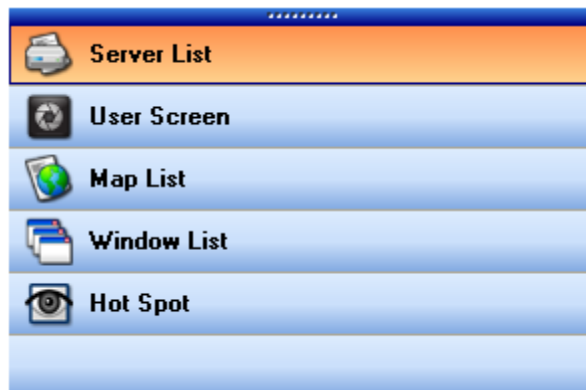 Server List
User Screen
Map List
Window List
Hot Spot